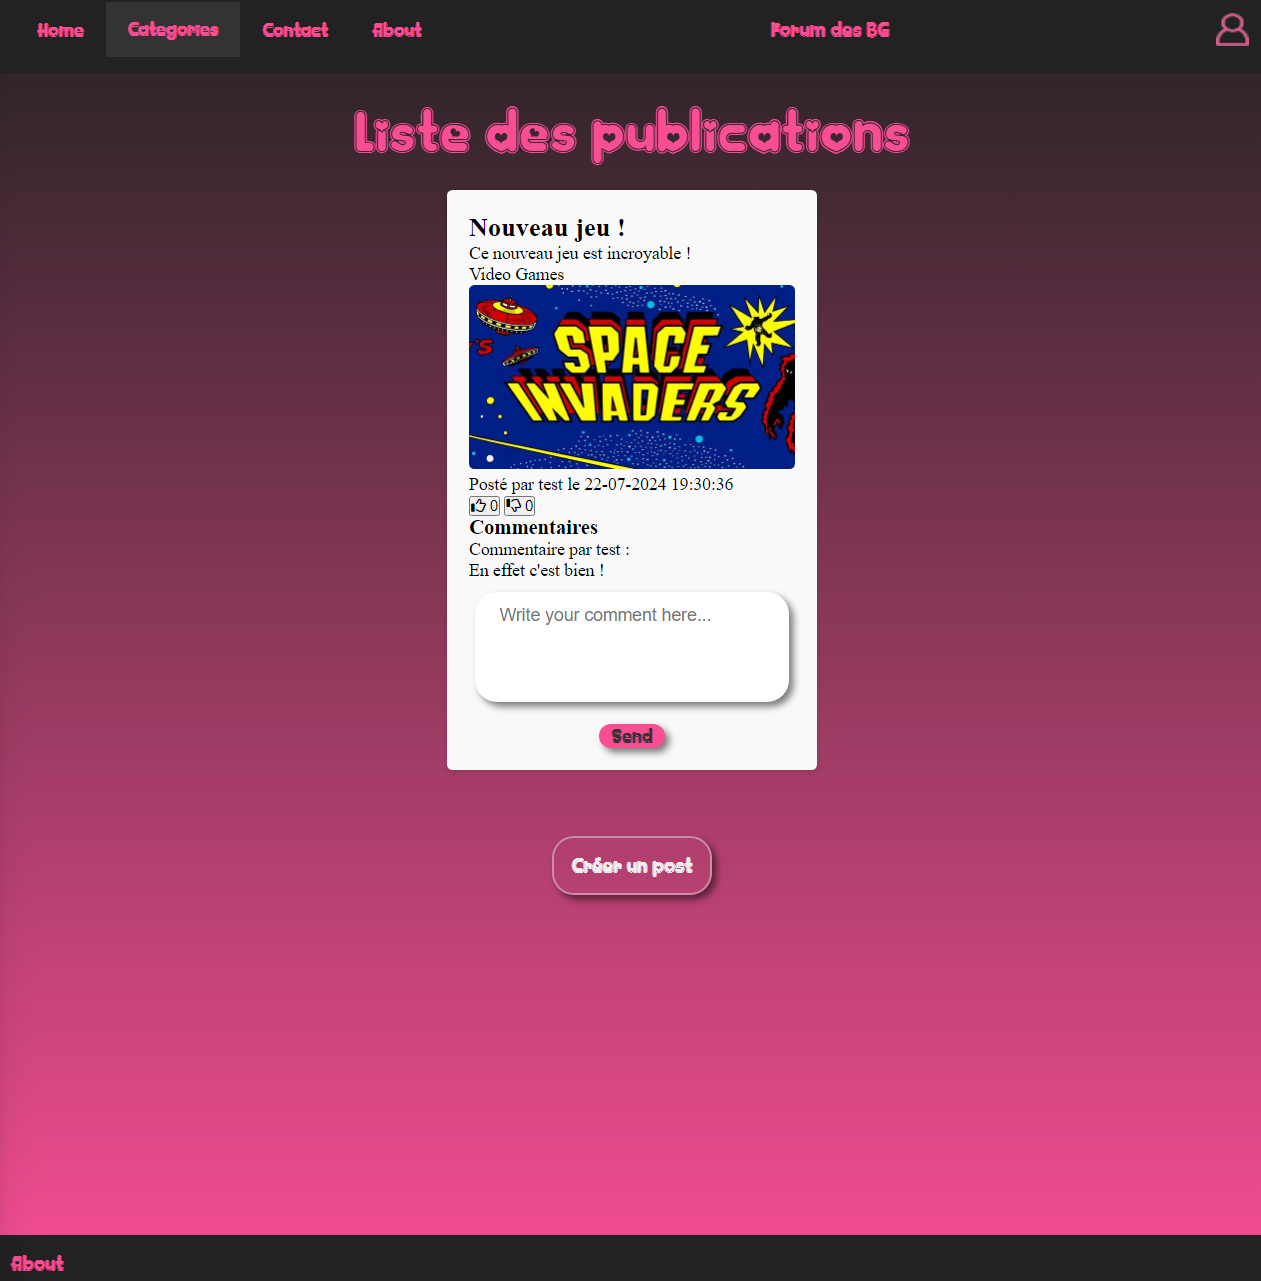 Home Categories Contact About Forum des BG
Liste des publications
Nouveau jeu !
Ce nouveau jeu est incroyable !
Video Games
'S
SPACE
INVADERS
Posté par test le 22-07-2024 19:30:36
0 0
Commentaires
Commentaire par test :
En effet c'est bien !
Write your comment here...
Send
Créer un post
About